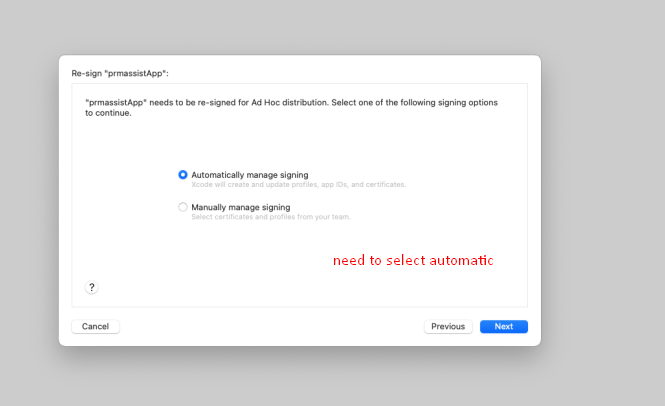 Re-sign "prmassistApp":
"prmassistApp" needs to be re-signed for Ad Hoc distribution. Select one of the following signing options
to continue.
Automatically manage signing
Xcode will create and update profiles, app IDs, and certificates.
Manually manage signing
Select certificates and profiles from your team.
need to select automatic
?
Cancel
Previous
Next